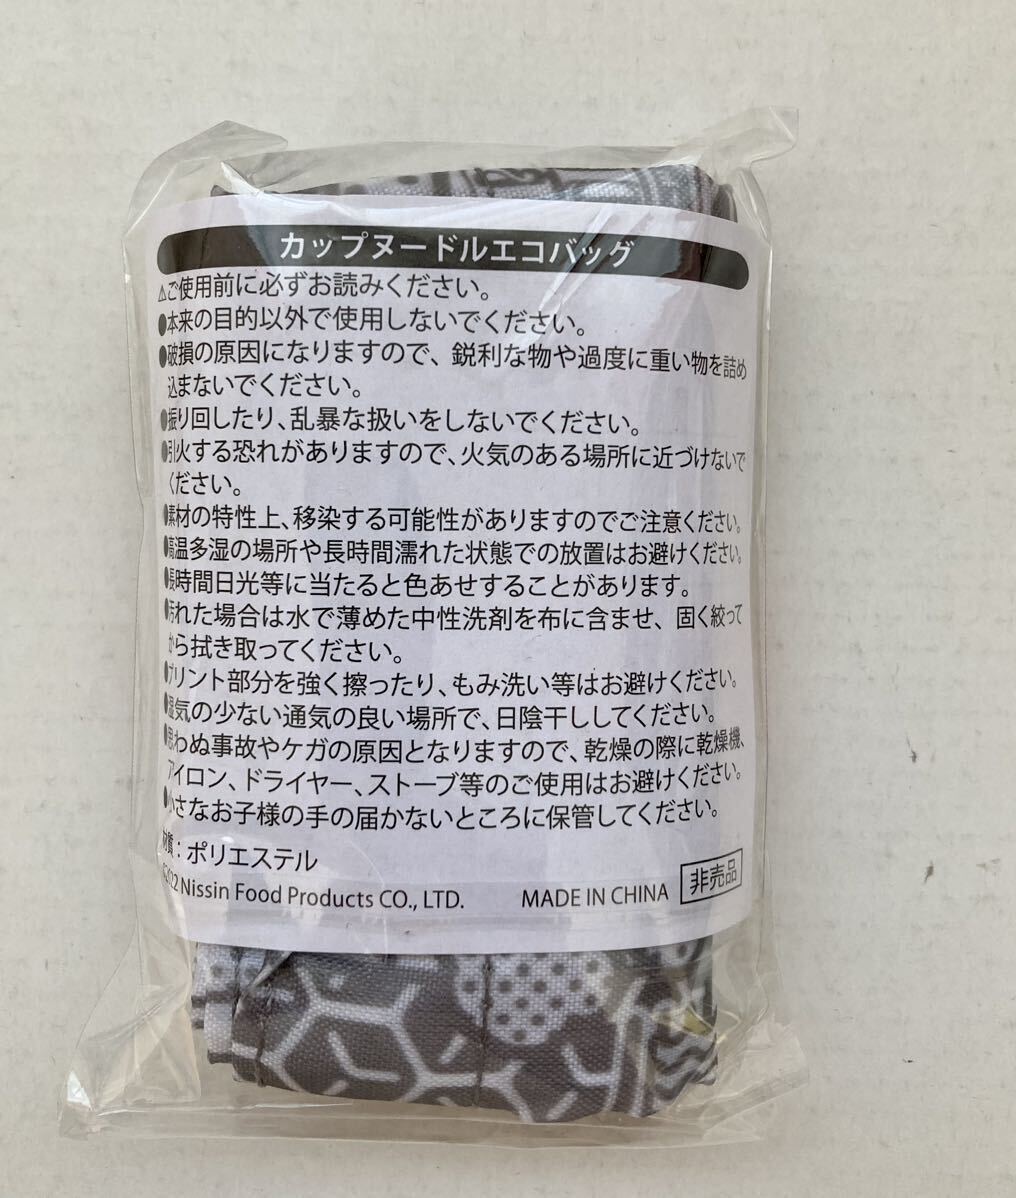 カップヌードルエコバッグ
⚠ご使用前に必ずお読みください。
●本来の目的以外で使用しないでください。
●破損の原因になりますので、鋭利な物や過度に重い物を詰め
込まないでください。
●振り回したり、乱暴な扱いをしないでください。
●引火する恐れがありますので、火気のある場所に近づけないで
ください。
●素材の特性上、移染する可能性がありますのでご注意ください。
●高温多湿の場所や長時間濡れた状態での放置はお避けください。
●長時間日光等に当たると色あせすることがあります。
●汚れた場合は水で薄めた中性洗剤を布に含ませ、固く絞って
から拭き取ってください。
●プリント部分を強く擦ったり、もみ洗い等はお避けください。
●湿気の少ない通気の良い場所で、日陰干ししてください。
●思わぬ事故やケガの原因となりますので、乾燥の際に乾燥機、
アイロン、ドライヤー、ストーブ等のご使用はお避けください。
●小さなお子様の手の届かないところに保管してください。
材質：ポリエステル
©2022 Nissin Food Products CO., LTD. MADE IN CHINA 非売品